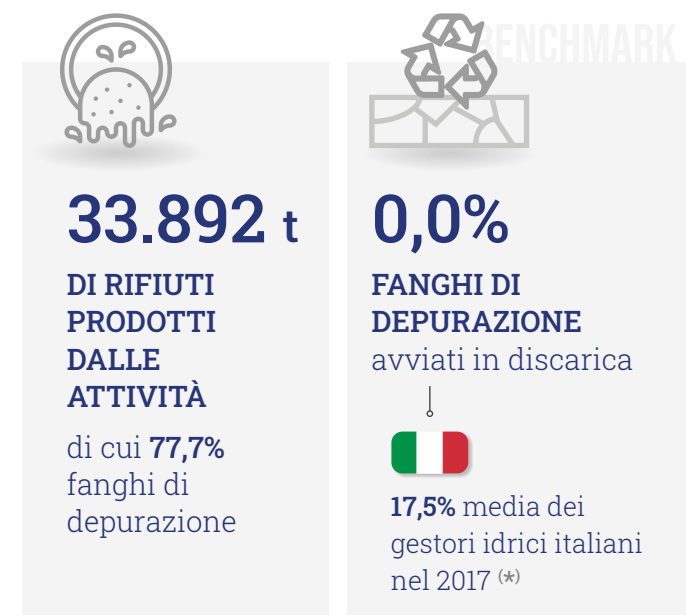 BENCHMARK
33.892 t
DI RIFIUTI
PRODOTTI
DALLE
ATTIVITÀ
di cui 77,7%
fanghi di
depurazione
0,0%
FANGHI DI
DEPURAZIONE
avviati in discarica
17,5% media dei
gestori idrici italiani
nel 2017 (*)